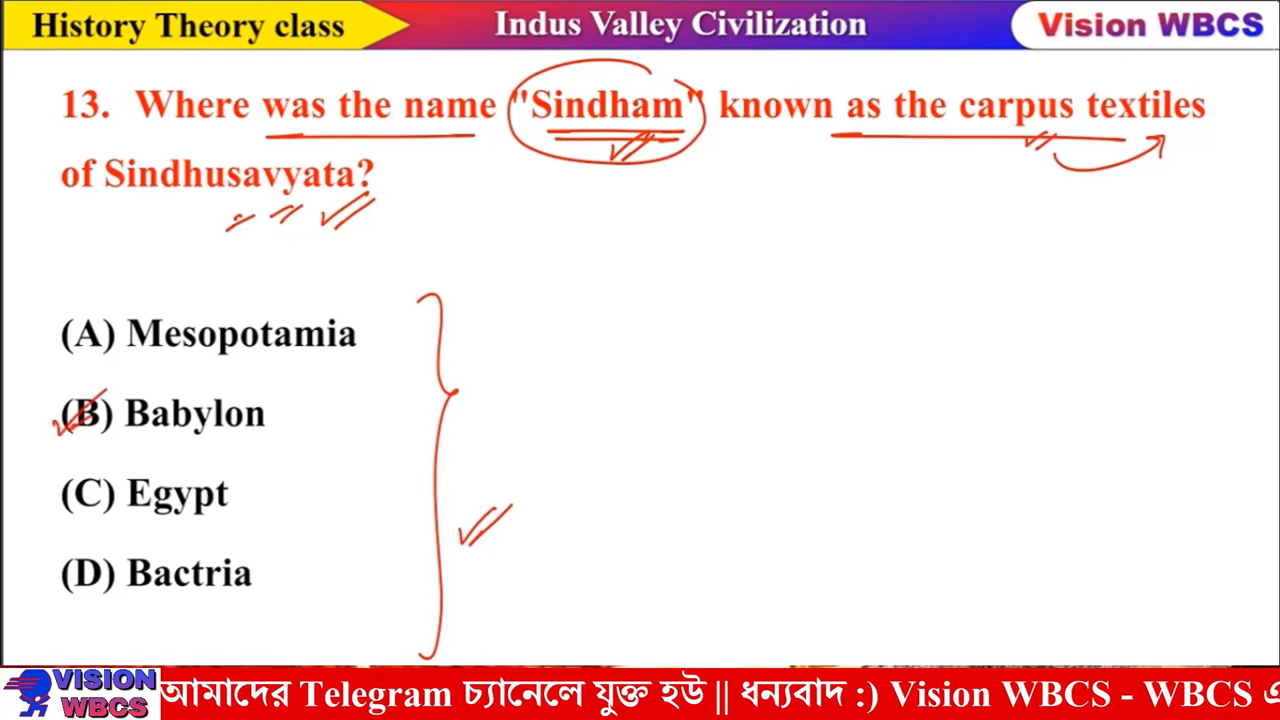 History Theory class
Indus Valley Civilization
Vision WBCS
13. Where was the name "Sindham" known as the carpus textiles
of Sindhusavyata?
(A) Mesopotamia
(B) Babylon
(C) Egypt
(D) Bactria
VISION
WBCS
আমাদের Telegram চ্যানেলে যুক্ত হউ || ধন্যবাদ :) Vision WBCS - WBCS এ